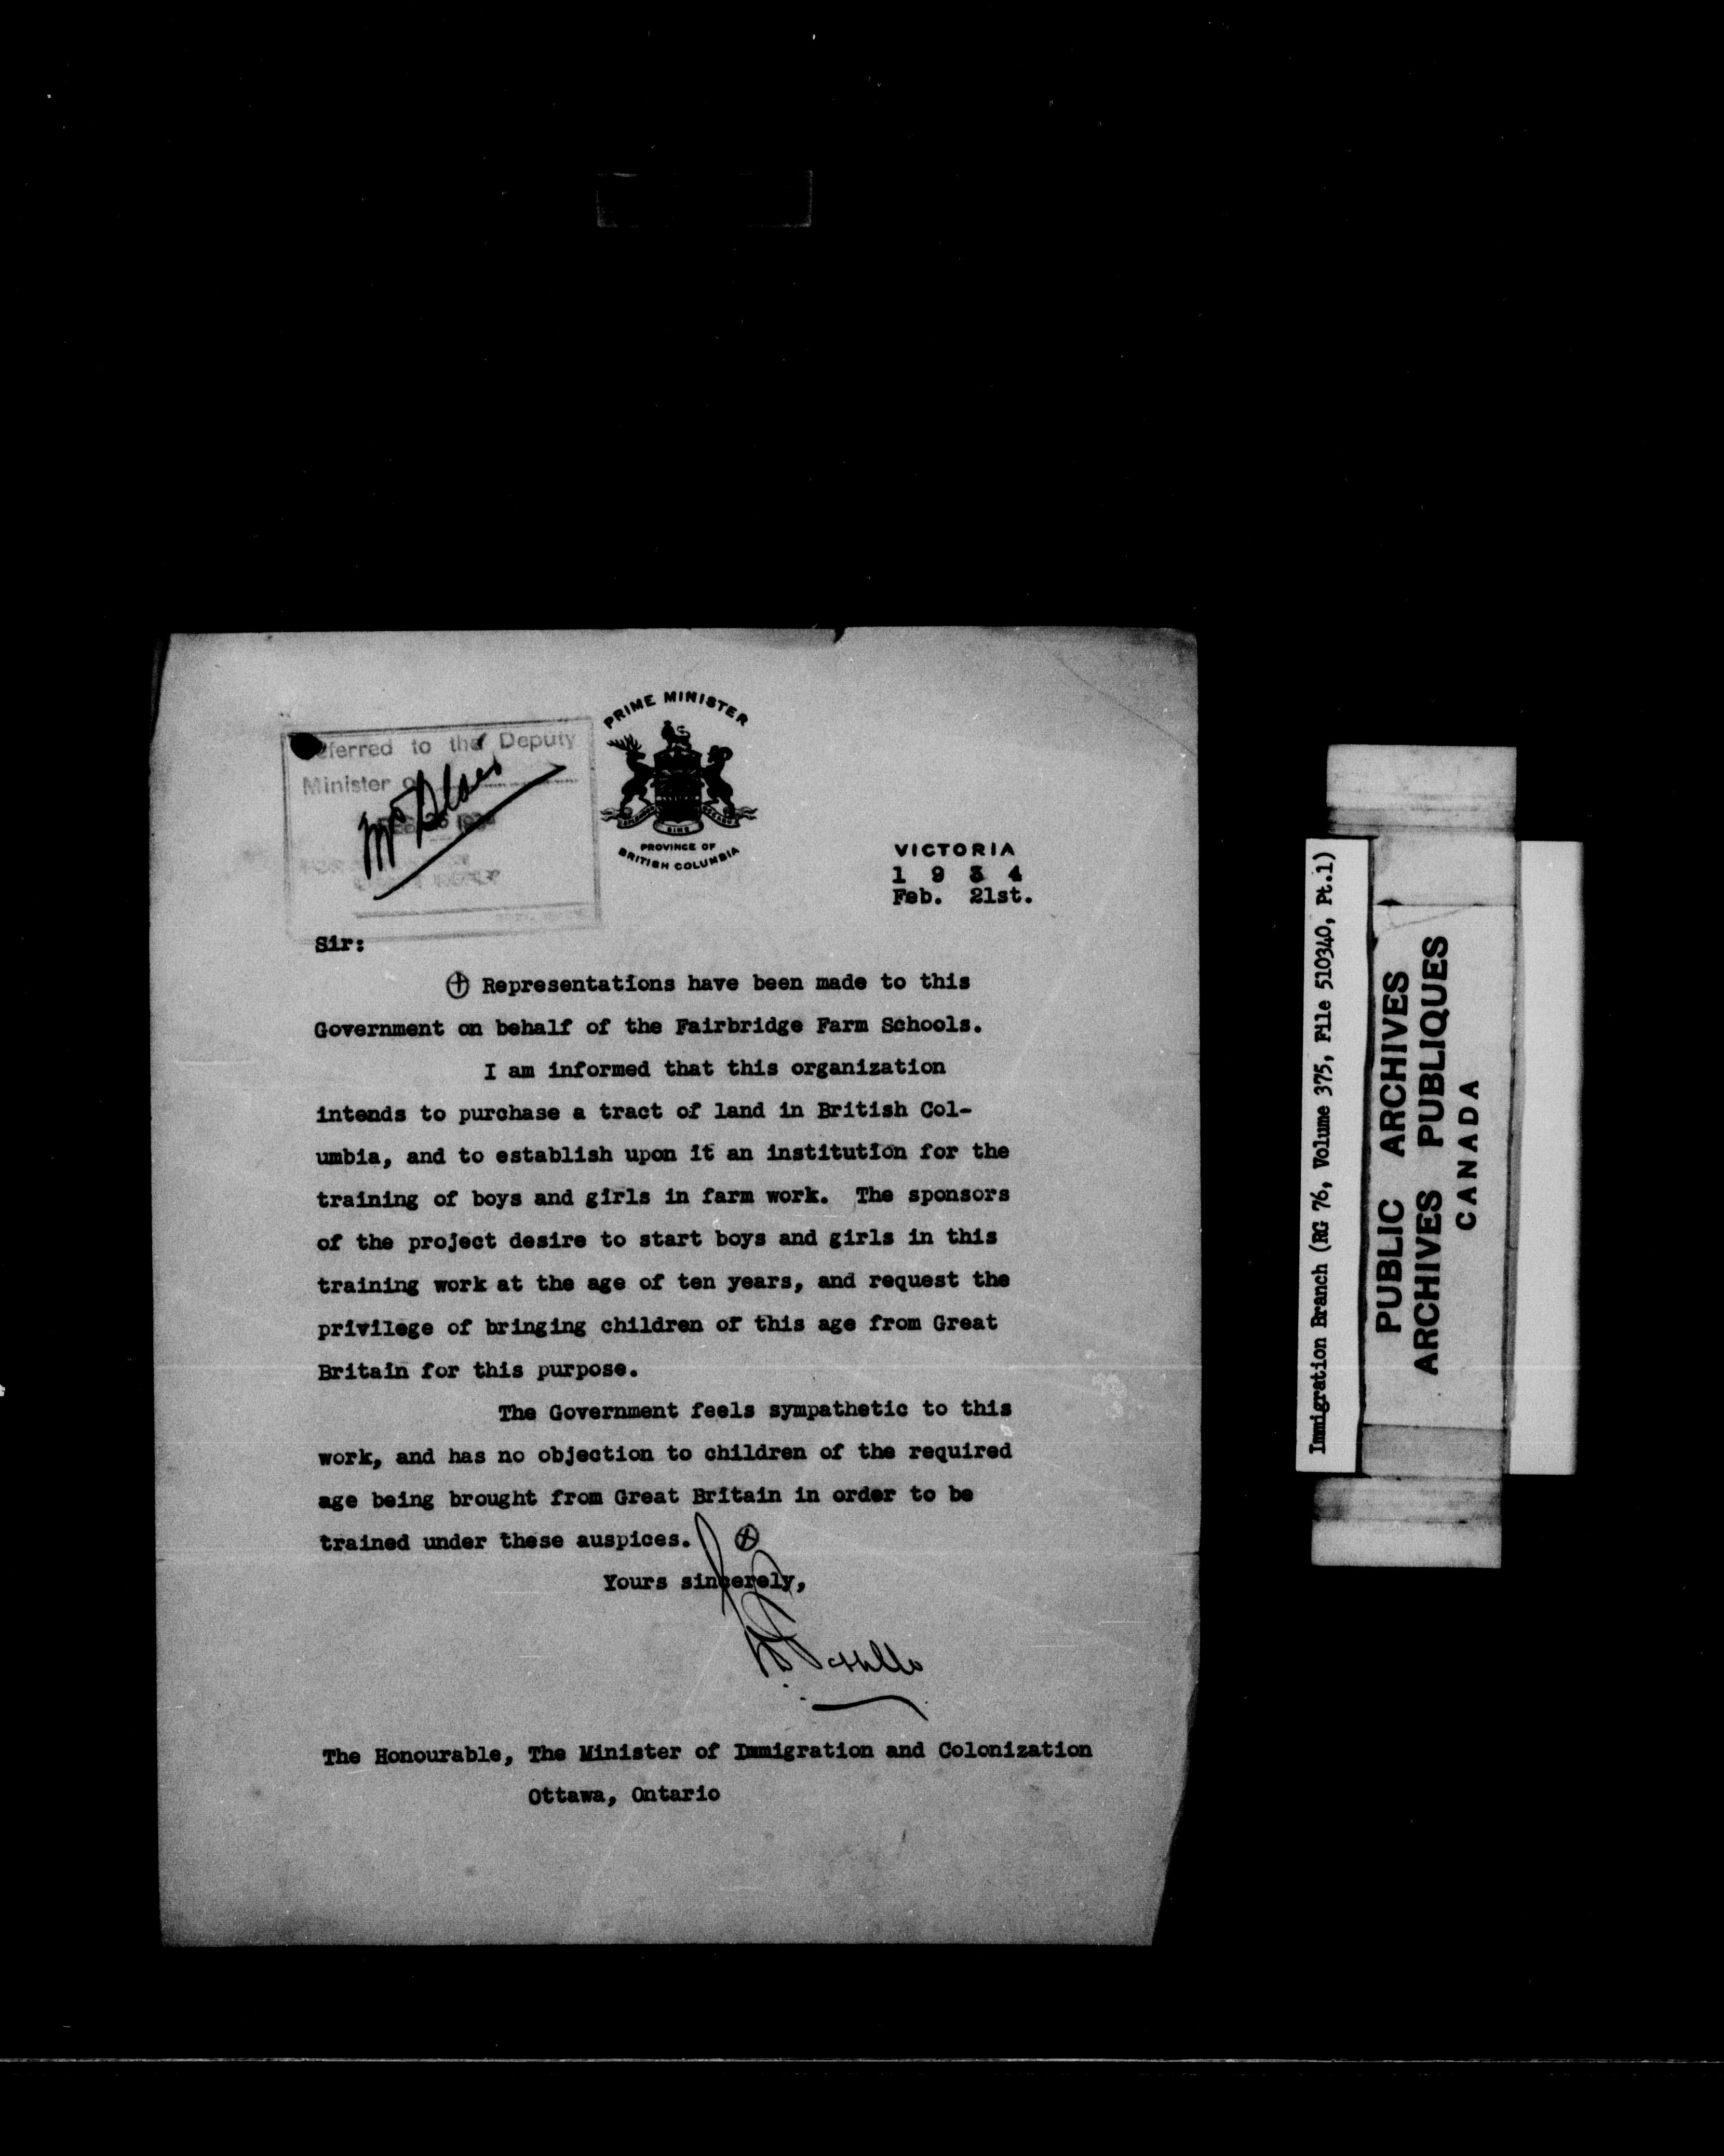 PRIME MINISTER
PROVINCE OF
BRITISH COLUMBIA
eferred to the Deputy
Minister o
VICTORIA
1 9 3 4
Feb. 21st.
Sir:
Representations have been made to this
Government on behalf of the Fairbridge Farm Schools.
I am informed that this organization
intends to purchase a tract of land in British Col-
umbia, and to establish upon it an institution for the
training of boys and girls in farm work. The sponsors
of the project desire to start boys and girls in this
training work at the age of ten years, and request the
privilege of bringing children of this age from Great
Britain for this purpose.
The Government feels sympathetic to this
work, and has no objection to children of the required
age being brought from Great Britain in order to be
trained under these auspices.
Yours sincerely,
The Honourable, The Minister of Immigration and Colonization
Ottawa, Ontario
Immigration Branch (RG 76, Volume 375, File 510340, Pt.1)
PUBLIC ARCHIVES
ARCHIVES PUBLIQUES
CANADA